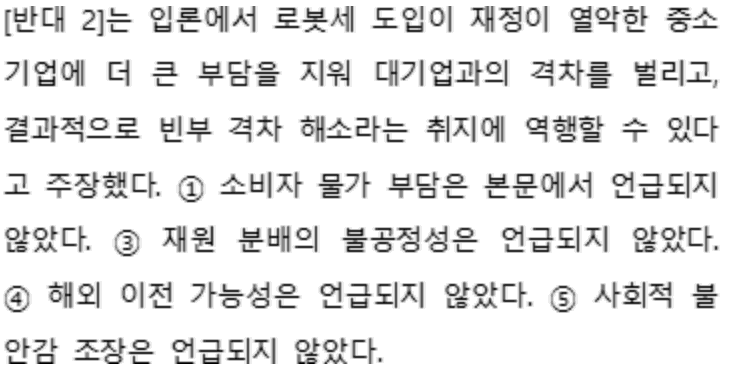 [반대 2]는 입론에서 로봇세 도입이 재정이 열악한 중소
기업에 더 큰 부담을 지워 대기업과의 격차를 벌리고,
결과적으로 빈부 격차 해소라는 취지에 역행할 수 있다
고 주장했다. ① 소비자 물가 부담은 본문에서 언급되지
않았다. ③ 재원 분배의 불공정성은 언급되지 않았다.
④ 해외 이전 가능성은 언급되지 않았다. ⑤ 사회적 불
안감 조장은 언급되지 않았다.